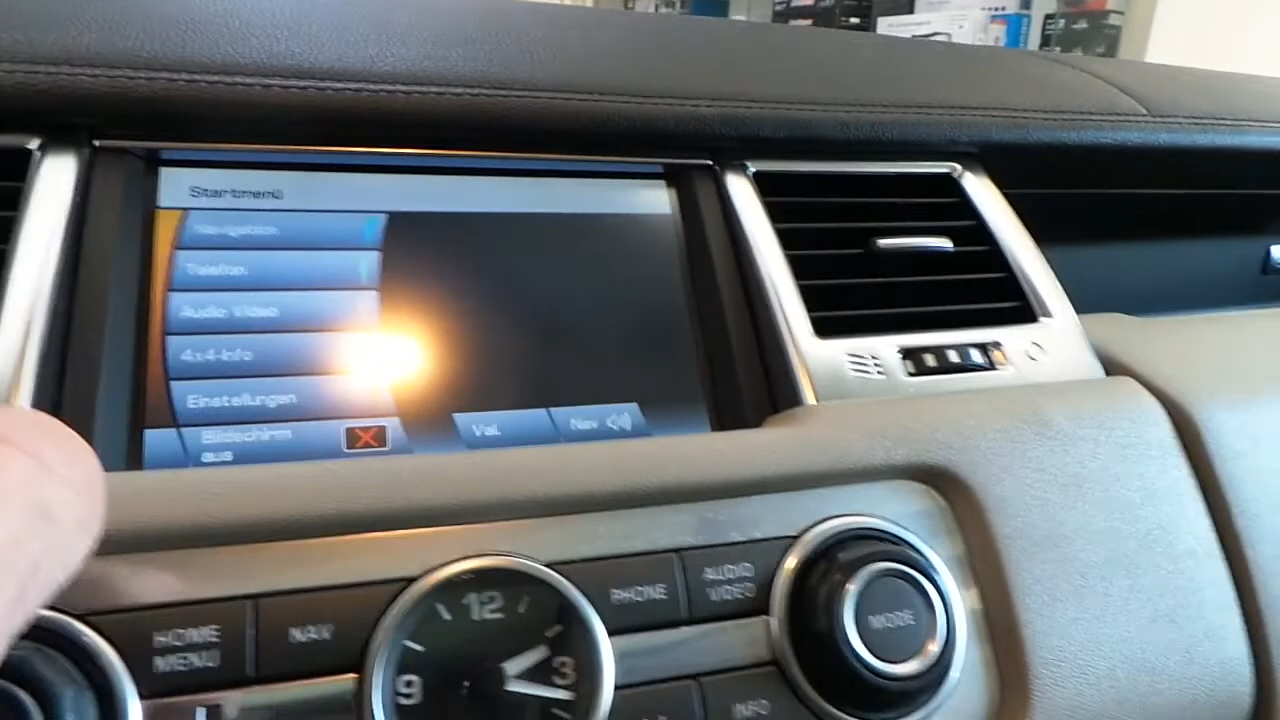 Startmenü
Navigation
Telefon
Audio Video
4x4-Info
Einstellungen
Bildschirm
aus
Val.
Nav
HOME
MENU
NAV
12
3
9
PHONE
AUDIO
VIDEO
MODE
INFO